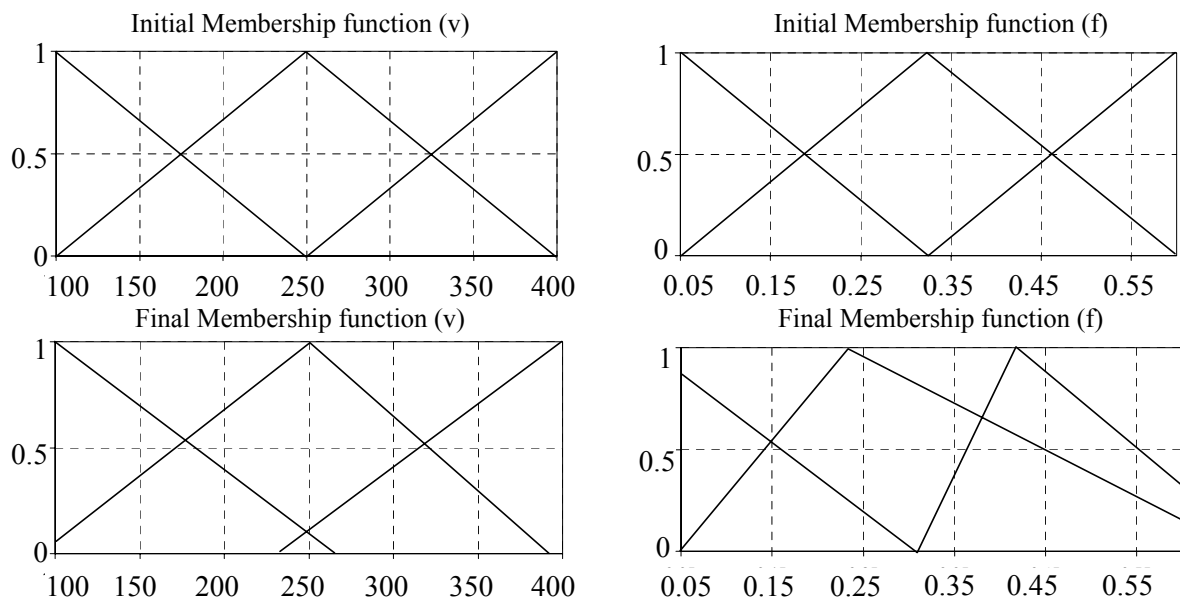 Initial Membership function (v)
1
0.5
0
100 150 200 250 300 350 400
Initial Membership function (f)
1
0.5
0
0.05 0.15 0.25 0.35 0.45 0.55
Final Membership function (v)
1
0.5
0
100 150 200 250 300 350 400
Final Membership function (f)
1
0.5
0
0.05 0.15 0.25 0.35 0.45 0.55